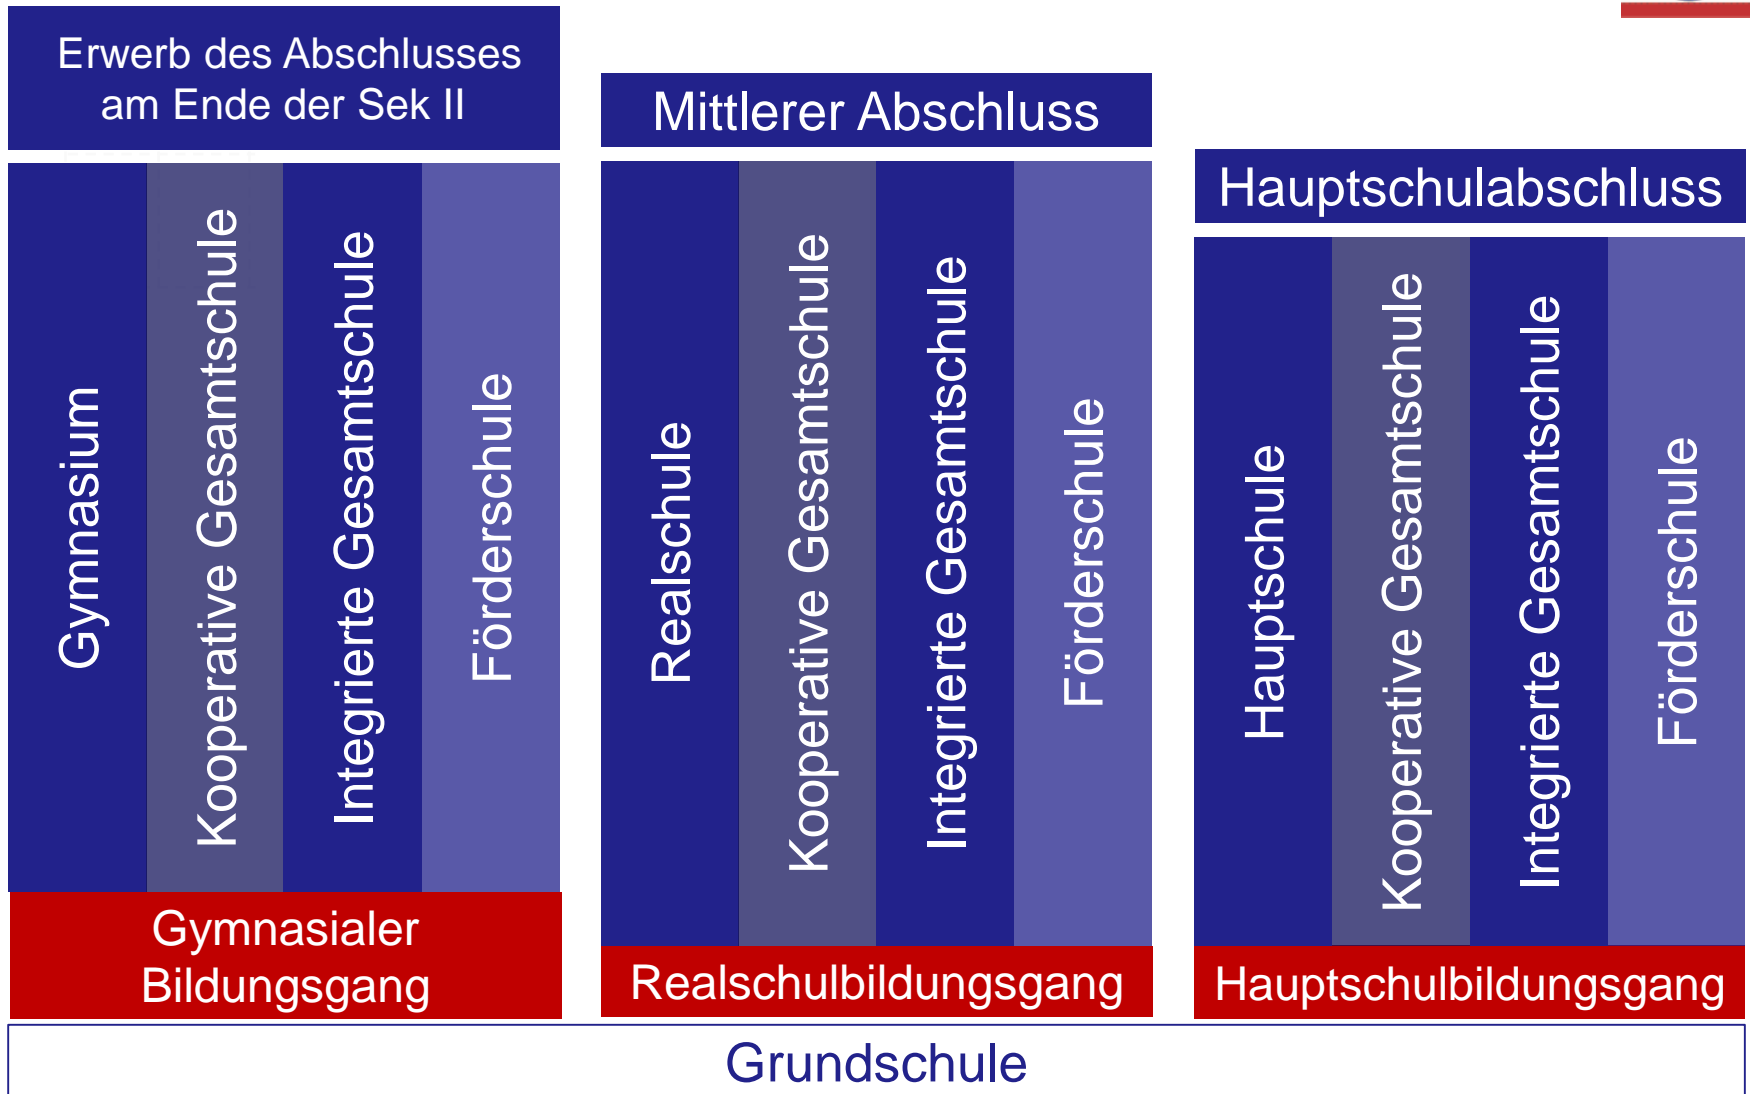 Erwerb des Abschlusses
am Ende der Sek II
Gymnasium
Kooperative Gesamtschule
Integrierte Gesamtschule
Förderschule
Gymnasialer
Bildungsgang
Mittlerer Abschluss
Realschule
Kooperative Gesamtschule
Integrierte Gesamtschule
Förderschule
Realschulbildungsgang
Hauptschulabschluss
Hauptschule
Kooperative Gesamtschule
Integrierte Gesamtschule
Förderschule
Hauptschulbildungsgang
Grundschule